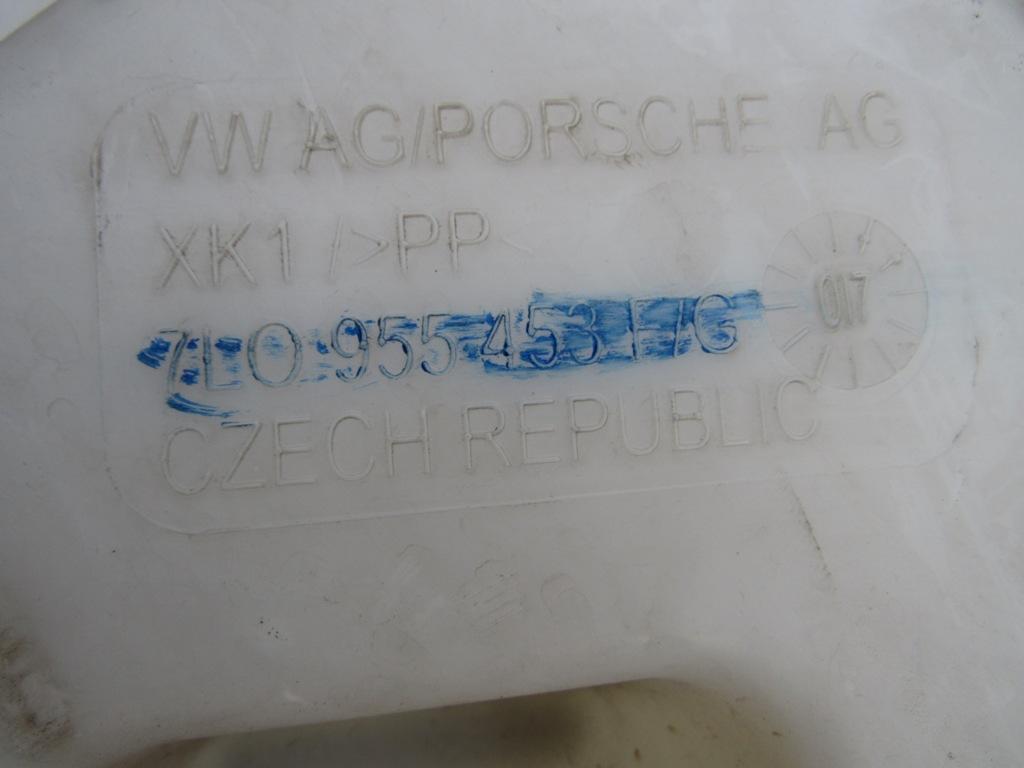 VW AG/PORSCHE AG
XK1 />PP<
7L0 955 453 F/G
017
CZECH REPUBLIC